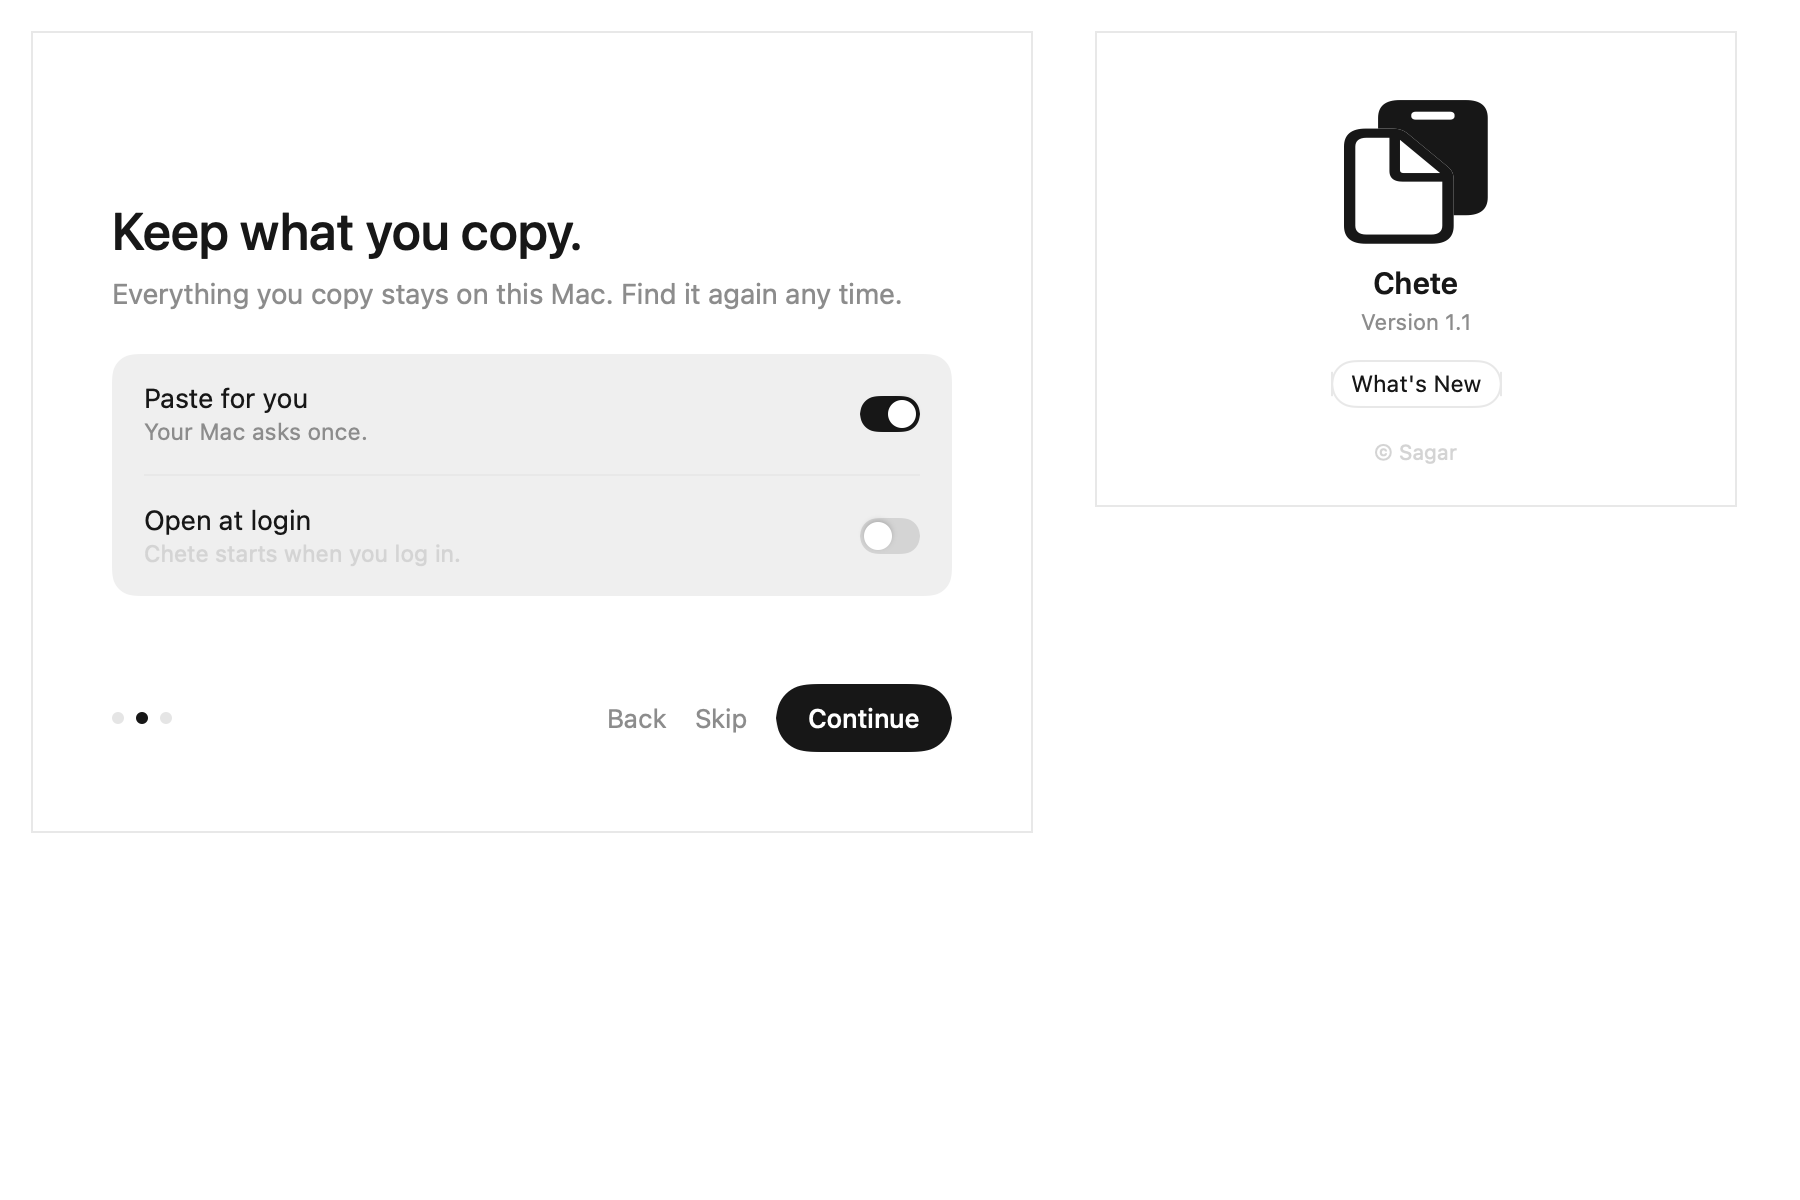 Keep what you copy.
Everything you copy stays on this Mac. Find it again any time.
Paste for you
Your Mac asks once.
Open at login
Chete starts when you log in.
Back Skip Continue
Chete
Version 1.1
What's New
© Sagar